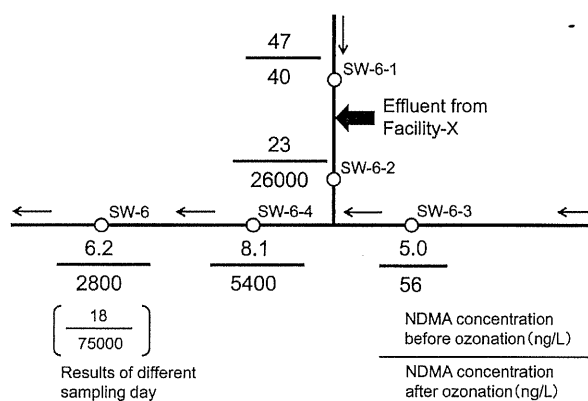 47
40
SW-6-1
Effluent from
Facility-X
23
26000
SW-6-2
SW-6
SW-6-4
SW-6-3
6.2
2800
8.1
5400
5.0
56
18
75000
Results of different
sampling day
NDMA concentration
before ozonation(ng/L)
NDMA concentration
after ozonation(ng/L)